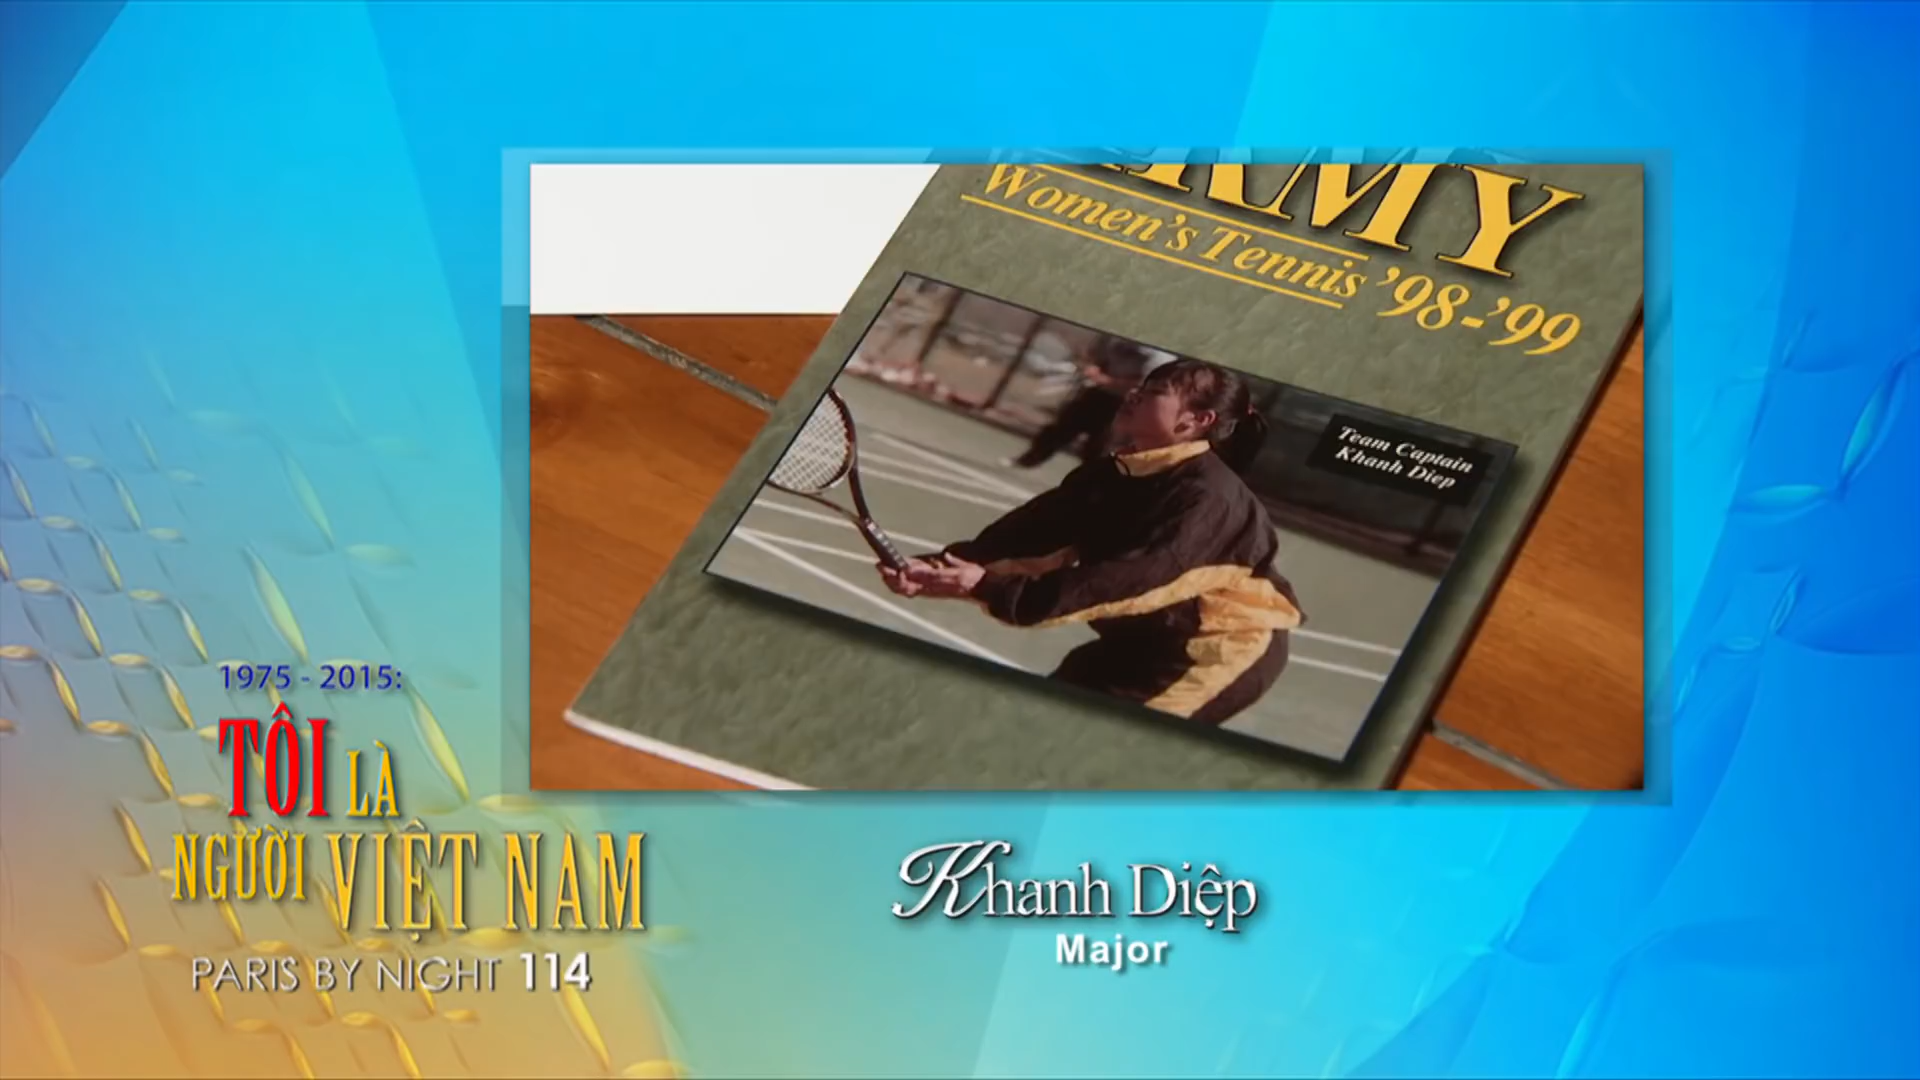 ARMY
Women's Tennis '98-'99
Team Captain
Khanh Diep
1975 - 2015:
TÔI LÀ
NGƯỜI VIỆT NAM
PARIS BY NIGHT 114
Khanh Diệp
Major